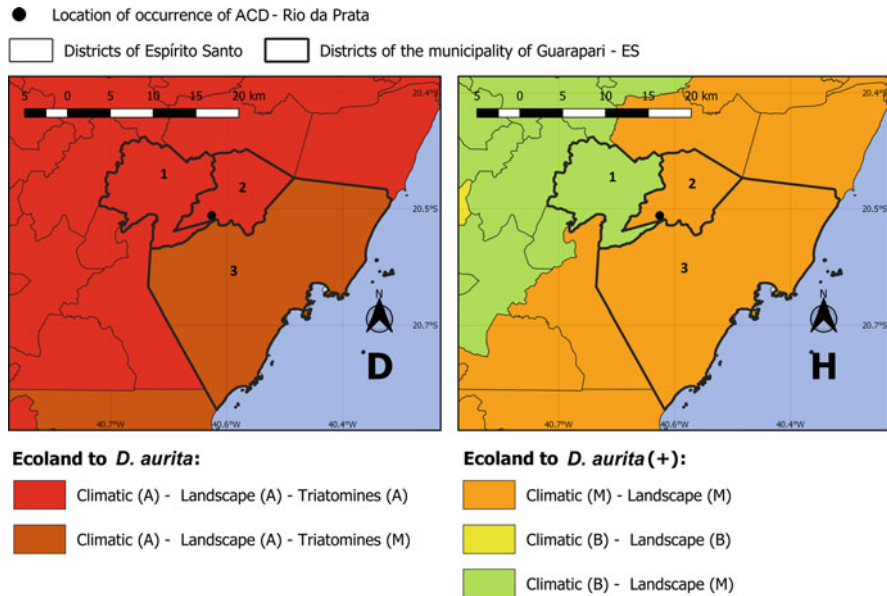 Location of occurrence of ACD - Rio da Prata
Districts of Espírito Santo
Districts of the municipality of Guarapari - ES
5 0 5 10 15 20 km
20.4°S
1
2
20.5°S
3
N
20.7°S
D
40.7°W 40.6°W 40.4°W
5 0 5 10 15 20 km
20.4°S
1
2
20.5°S
3
N
20.7°S
H
40.7°W 40.6°W 40.4°W
Ecoland to D. aurita:
Climatic (A) - Landscape (A) - Triatomines (A)
Climatic (A) - Landscape (A) - Triatomines (M)
Ecoland to D. aurita (+):
Climatic (M) - Landscape (M)
Climatic (B) - Landscape (B)
Climatic (B) - Landscape (M)